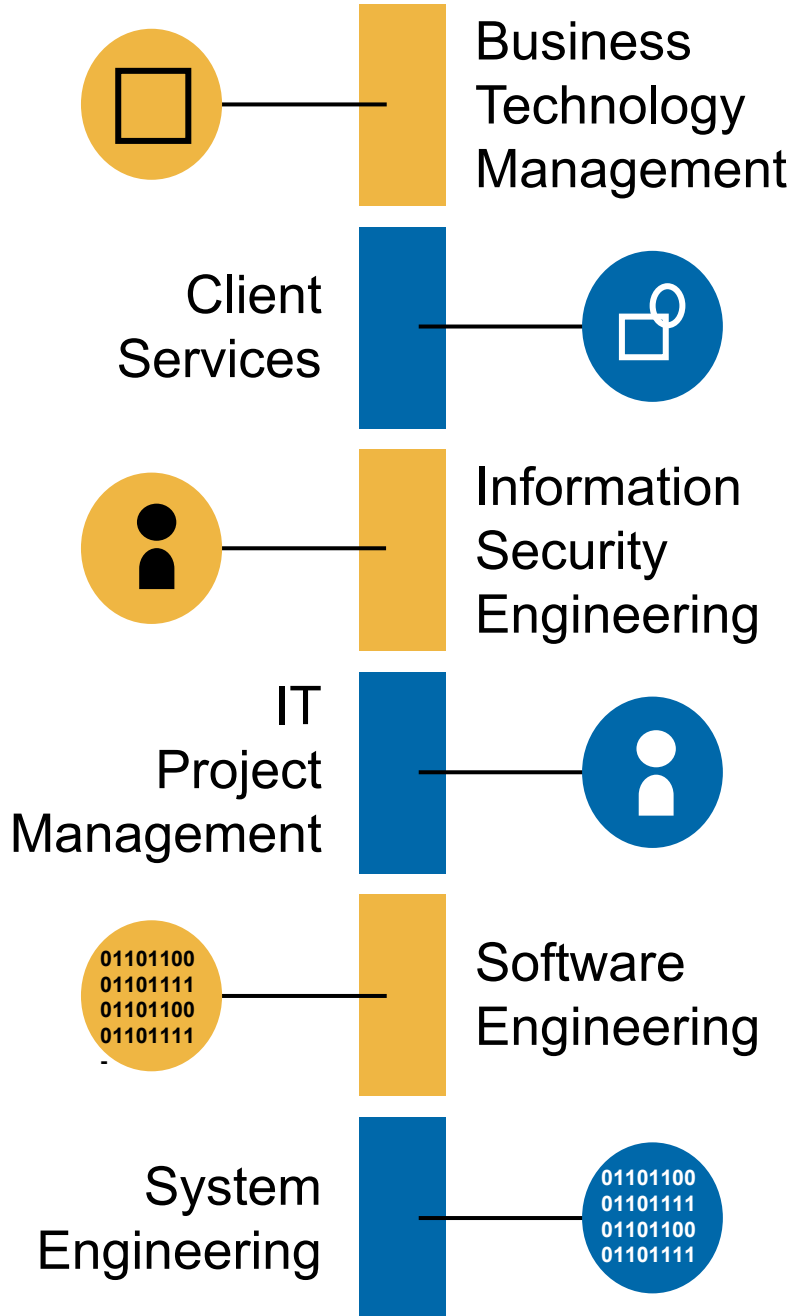 Business
Technology
Management
Client
Services
Information
Security
Engineering
IT
Project
Management
01101100
01101111
01101100
01101111
-
Software
Engineering
System
Engineering
01101100
01101111
01101100
01101111